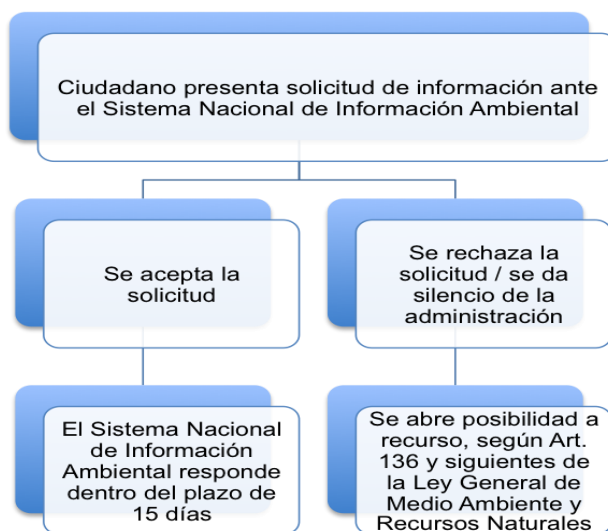 Ciudadano presenta solicitud de información ante
el Sistema Nacional de Información Ambiental
Se acepta la
solicitud
Se rechaza la
solicitud / se da
silencio de la
administración
El Sistema Nacional
de Información
Ambiental responde
dentro del plazo de
15 días
Se abre posibilidad a
recurso, según Art.
136 y siguientes de
la Ley General de
Medio Ambiente y
Recursos Naturales